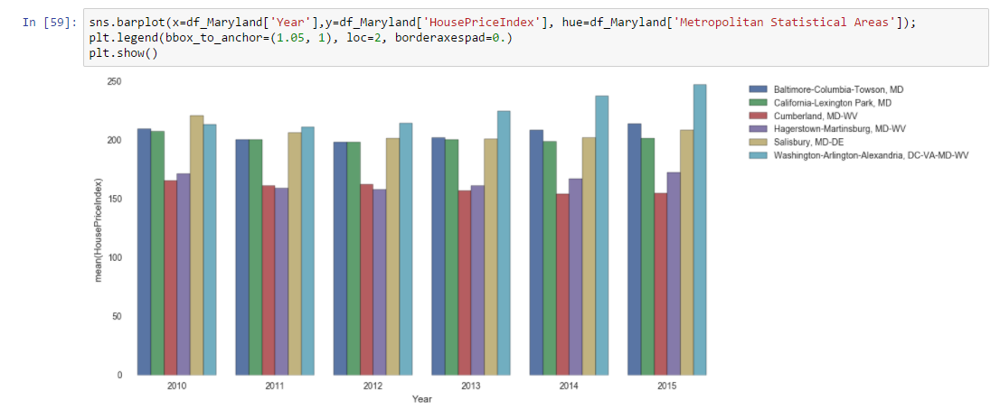 In [59]: sns.barplot(x=df_Maryland['Year'],y=df_Maryland['HousePriceIndex'], hue=df_Maryland['Metropolitan Statistical Areas']);
plt.legend(bbox_to_anchor=(1.05, 1), loc=2, borderaxespad=0.)
plt.show()
250
200
150
100
50
0
mean(HousePriceIndex)
2010 2011 2012 2013 2014 2015
Year
Baltimore-Columbia-Towson, MD
California-Lexington Park, MD
Cumberland, MD-WV
Hagerstown-Martinsburg, MD-WV
Salisbury, MD-DE
Washington-Arlington-Alexandria, DC-VA-MD-WV